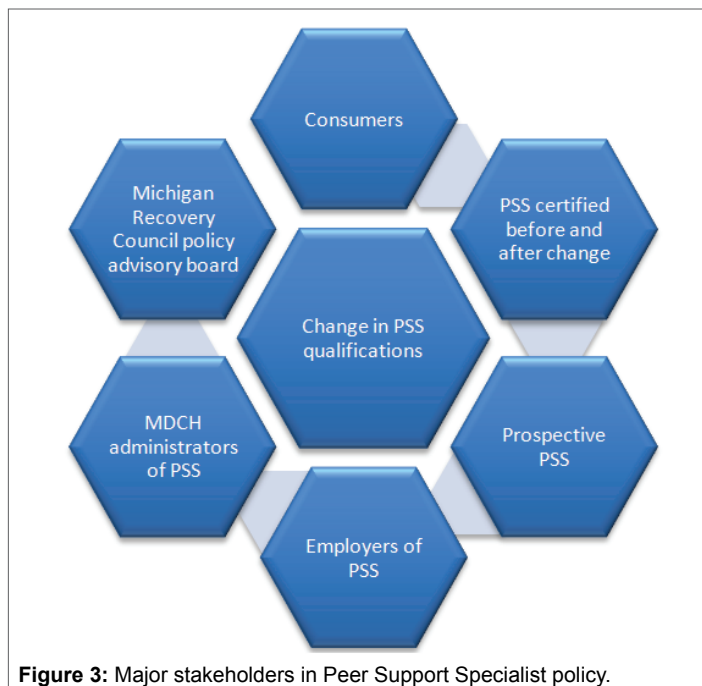 Consumers
PSS certified
before and
after change
Prospective
PSS
Employers of
PSS
MDCH
administrators
of PSS
Michigan
Recovery
Council policy
advisory board
Change in PSS
qualifications
Figure 3: Major stakeholders in Peer Support Specialist policy.